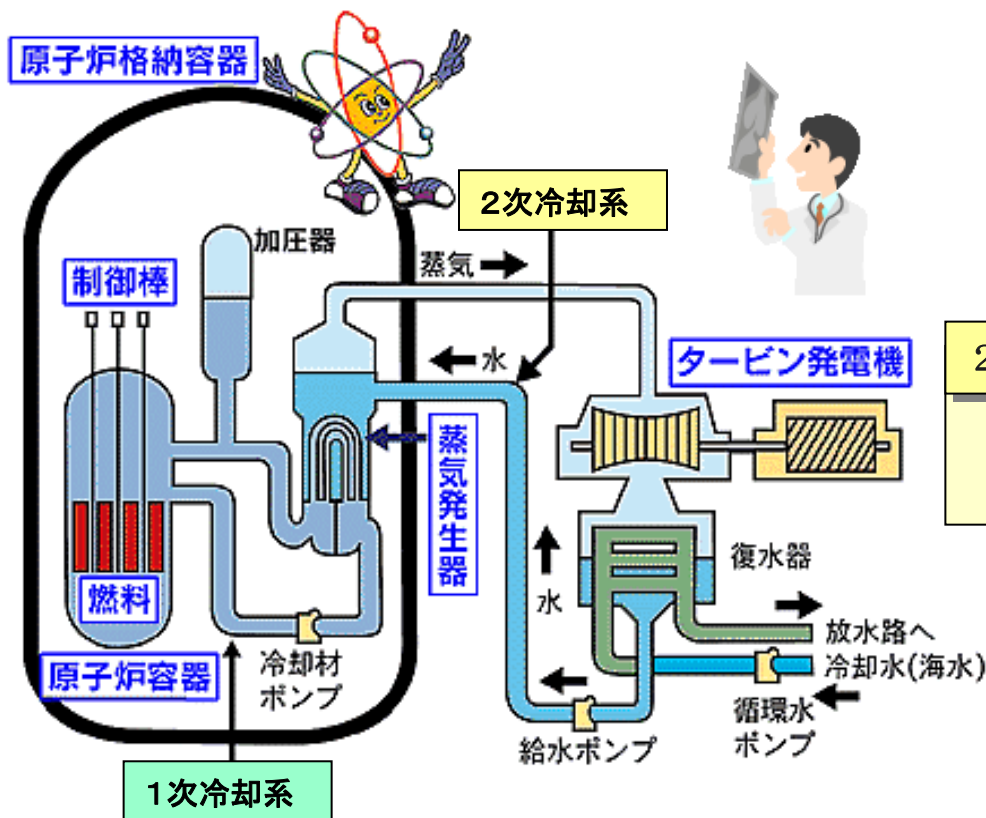 原子炉格納容器
2次冷却系
加圧器
蒸気
制御棒
水
タービン発電機
2
蒸気発生器
復水器
水
燃料
放水路へ
冷却水(海水)
原子炉容器
冷却材
ポンプ
循環水
ポンプ
給水ポンプ
1次冷却系